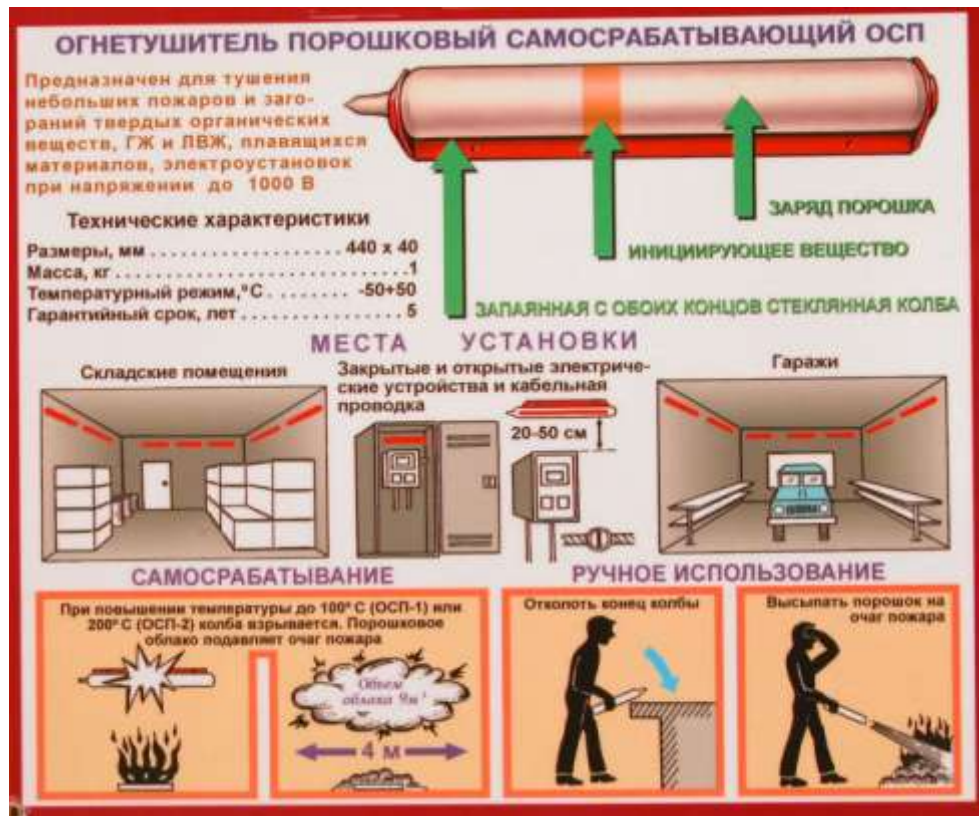 ОГНЕТУШИТЕЛЬ ПОРОШКОВЫЙ САМОСРАБАТЫВАЮЩИЙ ОСП
Предназначен для тушения
небольших пожаров и заго-
раний твердых органических
веществ, ГЖ и ЛВЖ, плавящихся
материалов, электроустановок
при напряжении до 1000 В
Технические характеристики
Размеры, мм . . . . . . . . . . . . . . . . . 440 x 40
Масса, кг . . . . . . . . . . . . . . . . . . . . . . . . . . 1
Температурный режим,°С . . . . . . . . -50+50
Гарантийный срок, лет . . . . . . . . . . . . . . . 5
ЗАРЯД ПОРОШКА
ИНИЦИИРУЮЩЕЕ ВЕЩЕСТВО
ЗАПАЯННАЯ С ОБОИХ КОНЦОВ СТЕКЛЯННАЯ КОЛБА
МЕСТА УСТАНОВКИ
Складские помещения
Закрытые и открытые электриче-
ские устройства и кабельная
проводка
20-50 см
Гаражи
САМОСРАБАТЫВАНИЕ
При повышении температуры до 100° С (ОСП-1) или
200° С (ОСП-2) колба взрывается. Порошковое
облако подавляет очаг пожара
Объем
облака 9м³
4 м
РУЧНОЕ ИСПОЛЬЗОВАНИЕ
Отколоть конец колбы
Высыпать порошок на
очаг пожара